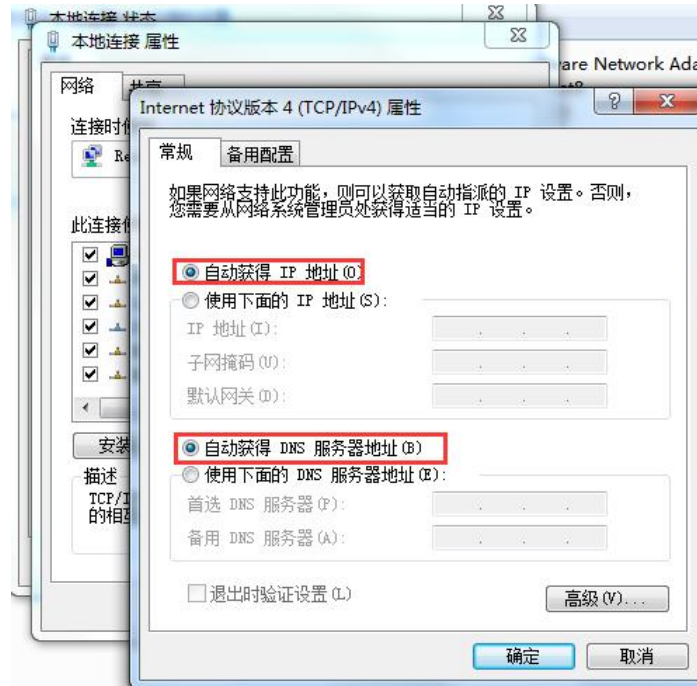 本地连接 状态
本地连接 属性
are Network Ada
网络
Internet 协议版本 4 (TCP/IPv4) 属性
连接时
Re
常规
备用配置
如果网络支持此功能，则可以获取自动指派的 IP 设置。否则，
您需要从网络系统管理员处获得适当的 IP 设置。
此连接
自动获得 IP 地址(O)
使用下面的 IP 地址(S):
IP 地址(I):
子网掩码(U):
默认网关(D):
安装
自动获得 DNS 服务器地址(B)
描述
使用下面的 DNS 服务器地址(E):
TCP/I
首选 DNS 服务器(P):
的相
备用 DNS 服务器(A):
退出时验证设置(L)
高级(V)...
确定
取消